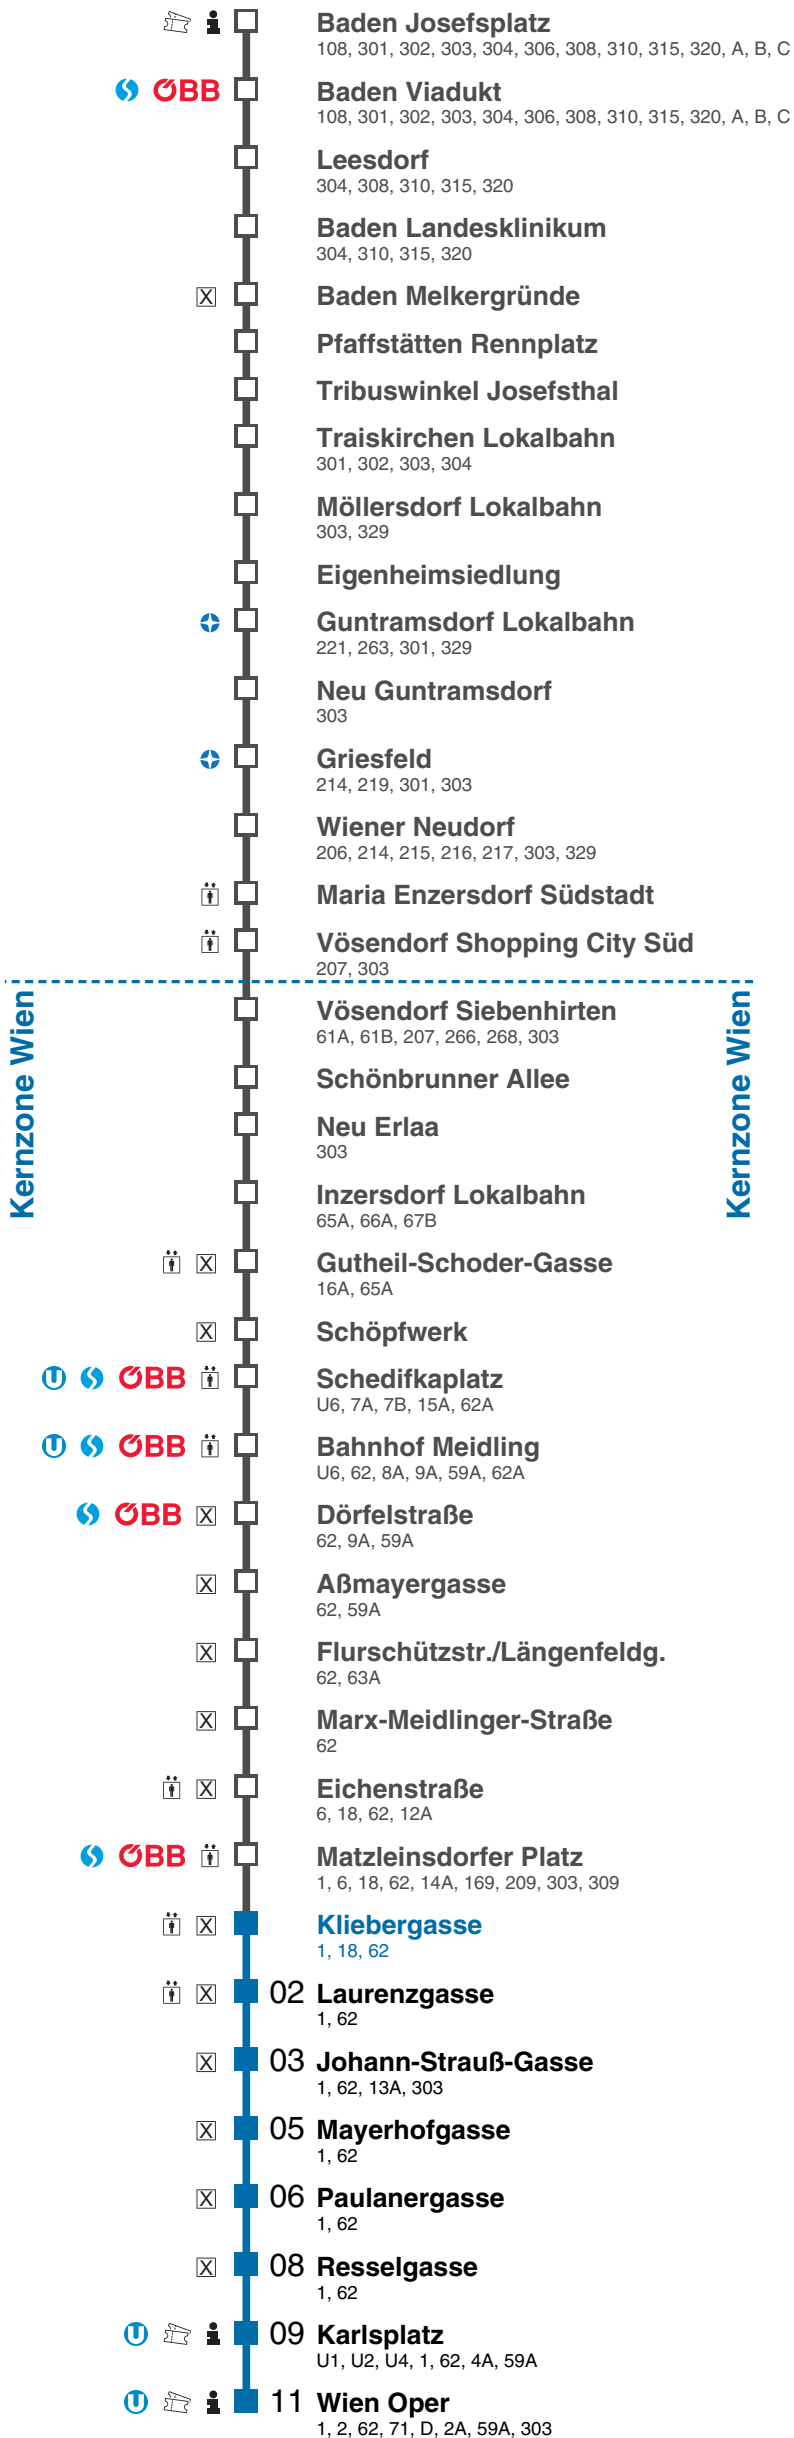 Baden Josefsplatz
108, 301, 302, 303, 304, 306, 308, 310, 315, 320, A, B, C
ÖBB
Baden Viadukt
108, 301, 302, 303, 304, 306, 308, 310, 315, 320, A, B, C
Leesdorf
304, 308, 310, 315, 320
Baden Landesklinikum
304, 310, 315, 320
X Baden Melkergründe
Pfaffstätten Rennplatz
Tribuswinkel Josefsthal
Traiskirchen Lokalbahn
301, 302, 303, 304
Möllersdorf Lokalbahn
303, 329
Eigenheimsiedlung
Guntramsdorf Lokalbahn
221, 263, 301, 329
Neu Guntramsdorf
303
Griesfeld
214, 219, 301, 303
Wiener Neudorf
206, 214, 215, 216, 217, 303, 329
Maria Enzersdorf Südstadt
Vösendorf Shopping City Süd
207, 303
Kernzone Wien
Kernzone Wien
Vösendorf Siebenhirten
61A, 61B, 207, 266, 268, 303
Schönbrunner Allee
Neu Erlaa
303
Inzersdorf Lokalbahn
65A, 66A, 67B
X Gutheil-Schoder-Gasse
16A, 65A
X Schöpfwerk
U ÖBB Schedifkaplatz
U6, 7A, 7B, 15A, 62A
U ÖBB Bahnhof Meidling
U6, 62, 8A, 9A, 59A, 62A
ÖBB X Dörfelstraße
62, 9A, 59A
X Aßmayergasse
62, 59A
X Flurschützstr./Längenfeldg.
62, 63A
X Marx-Meidlinger-Straße
62
X Eichenstraße
6, 18, 62, 12A
ÖBB Matzleinsdorfer Platz
1, 6, 18, 62, 14A, 169, 209, 303, 309
X Kliebergasse
1, 18, 62
X 02 Laurenzgasse
1, 62
X 03 Johann-Strauß-Gasse
1, 62, 13A, 303
X 05 Mayerhofgasse
1, 62
X 06 Paulanergasse
1, 62
X 08 Resselgasse
1, 62
U 09 Karlsplatz
U1, U2, U4, 1, 62, 4A, 59A
U 11 Wien Oper
1, 2, 62, 71, D, 2A, 59A, 303